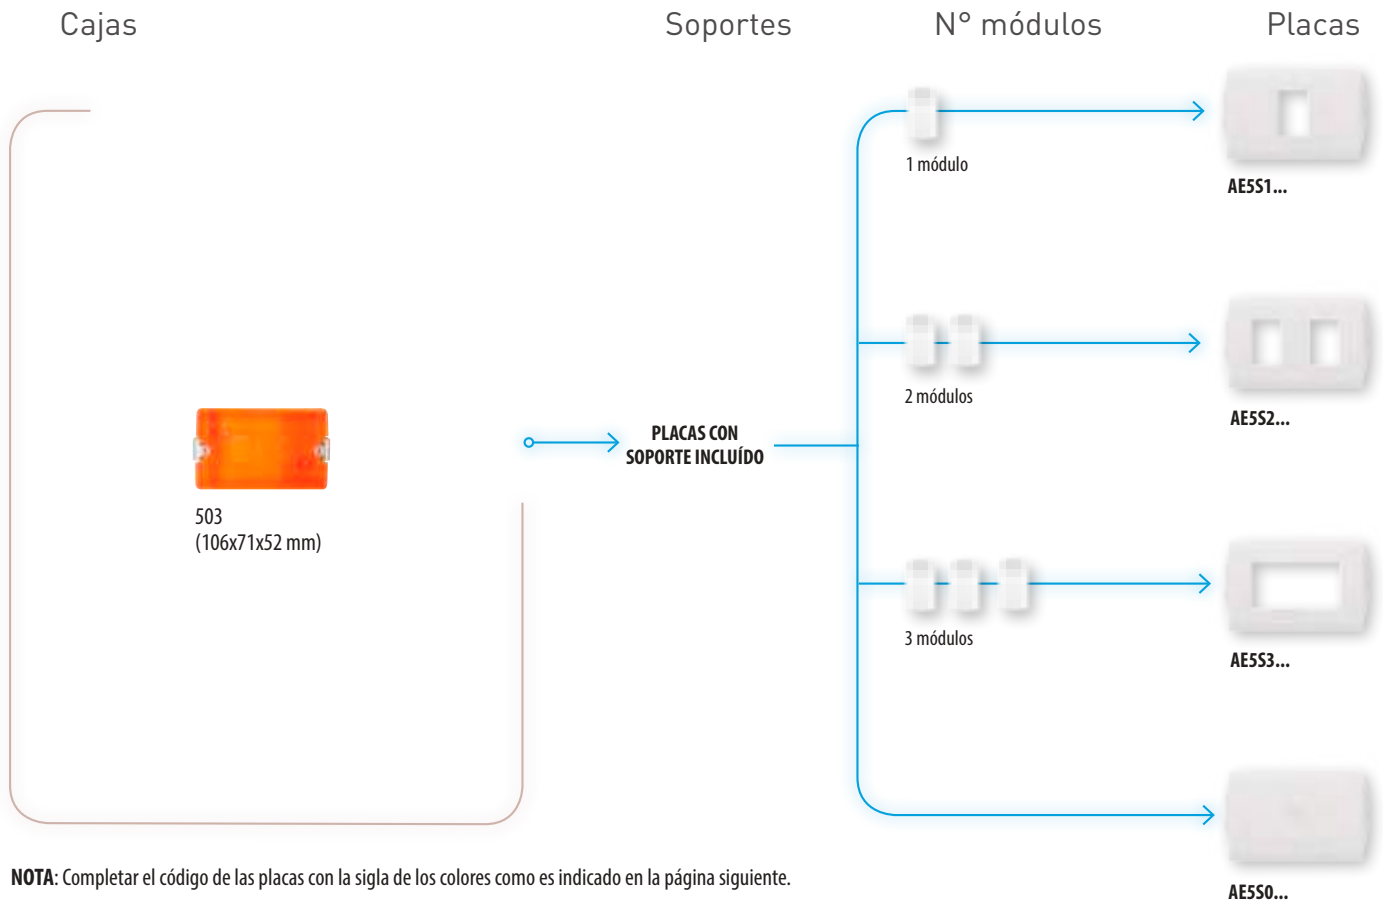 Cajas
Soportes
N° módulos
Placas
1 módulo
AE5S1...
2 módulos
AE5S2...
PLACAS CON
SOPORTE INCLUÍDO
503
(106x71x52 mm)
3 módulos
AE5S3...
NOTA: Completar el código de las placas con la sigla de los colores como es indicado en la página siguiente.
AE5S0...